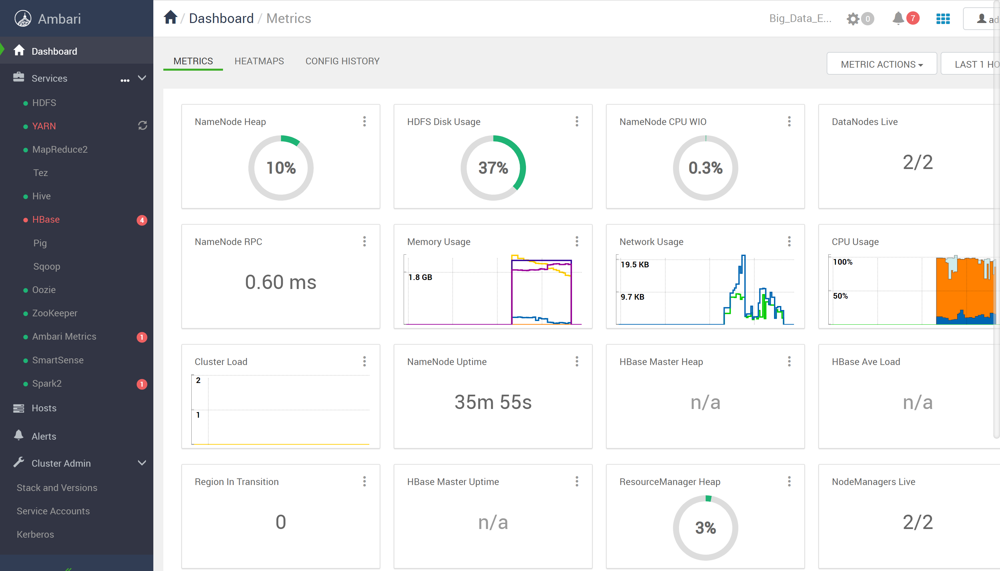 Ambari
/ Dashboard / Metrics
Big_Data_E...
0
7
Dashboard
METRICS
HEATMAPS
CONFIG HISTORY
METRIC ACTIONS
LAST 1 HO
Services
...
HDFS
YARN
MapReduce2
Tez
Hive
HBase 4
Pig
Sqoop
Oozie
ZooKeeper
Ambari Metrics 1
SmartSense
Spark2 1
Hosts
Alerts
Cluster Admin
Stack and Versions
Service Accounts
Kerberos
NameNode Heap
10%
HDFS Disk Usage
37%
NameNode CPU WIO
0.3%
DataNodes Live
2/2
NameNode RPC
0.60 ms
Memory Usage
1.8 GB
Network Usage
19.5 KB
9.7 KB
CPU Usage
100%
50%
Cluster Load
2
1
NameNode Uptime
35m 55s
HBase Master Heap
n/a
HBase Ave Load
n/a
Region In Transition
0
HBase Master Uptime
n/a
ResourceManager Heap
3%
NodeManagers Live
2/2